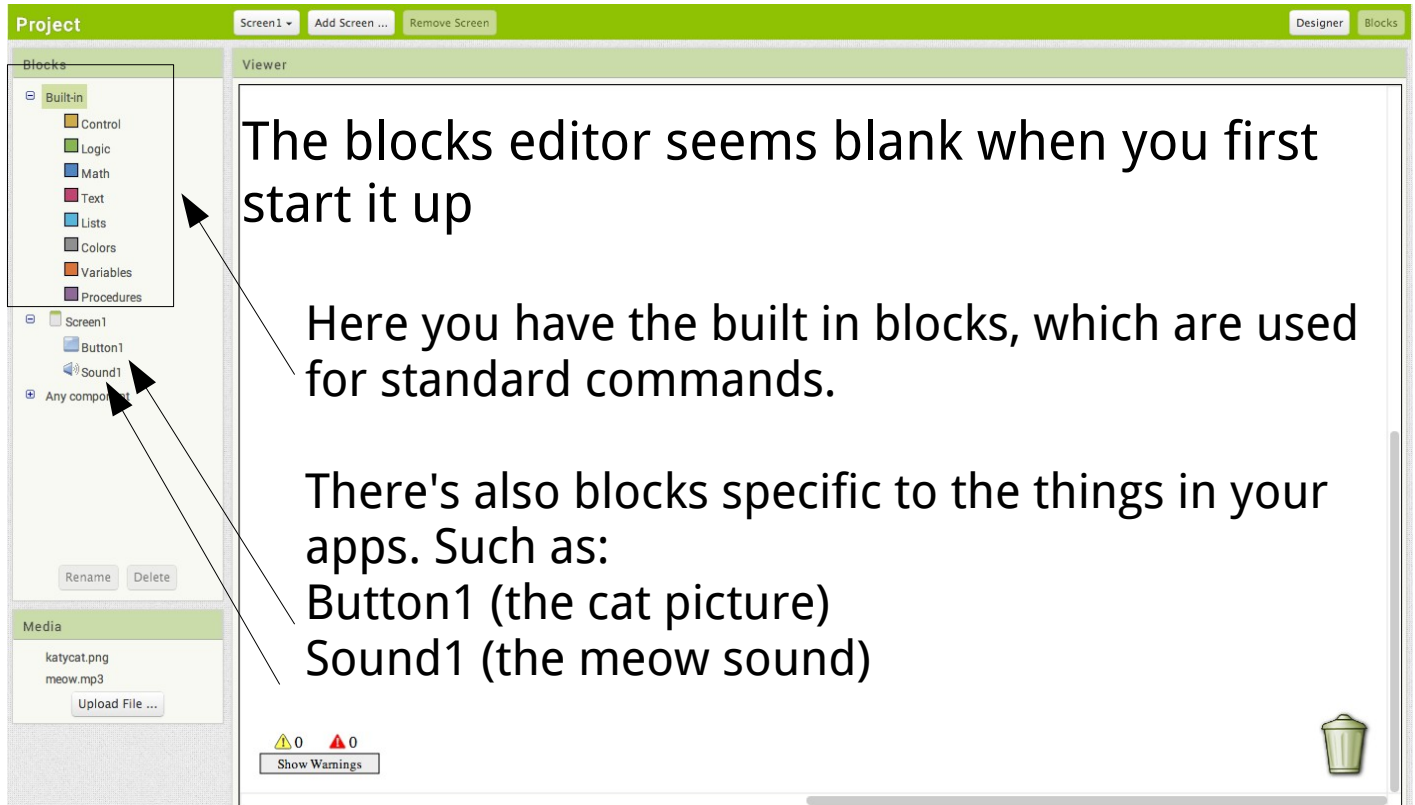 Project
Screen1
Add Screen ...
Remove Screen
Designer
Blocks
Blocks
Viewer
Built-in
Control
Logic
Math
Text
Lists
Colors
Variables
Procedures
Screen1
Button1
Sound1
Any component
Rename
Delete
Media
katycat.png
meow.mp3
Upload File ...
The blocks editor seems blank when you first
start it up
Here you have the built in blocks, which are used
for standard commands.
There's also blocks specific to the things in your
apps. Such as:
Button1 (the cat picture)
Sound1 (the meow sound)
0
0
Show Warnings